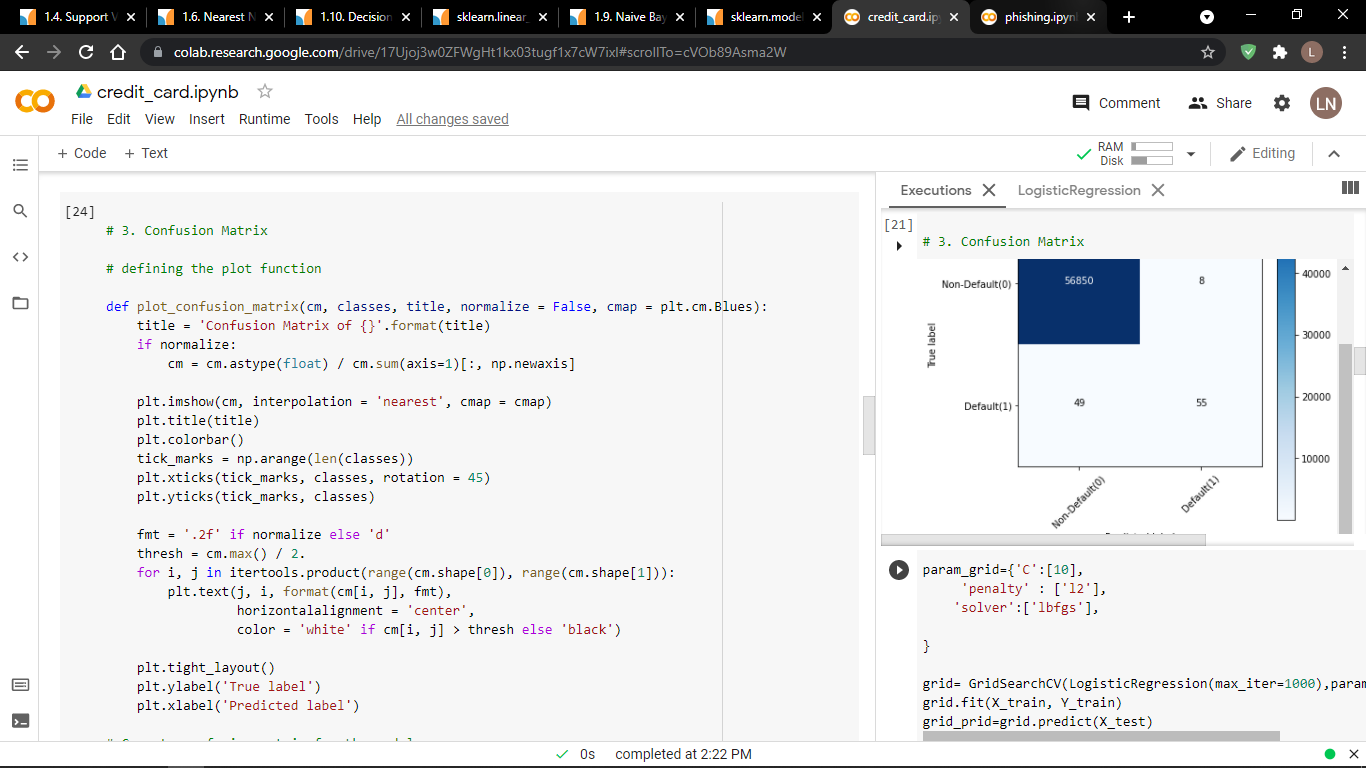 1.4. Support V
1.6. Nearest N
1.10. Decision
sklearn.linear_
1.9. Naive Bay
sklearn.model
credit_card.ip
phishing.ipyn
colab.research.google.com/drive/17Ujoj3w0ZFWgHt1kx03tugf1x7cW7ixl#scrollTo=cVOb89Asma2W
L
credit_card.ipynb
Comment
Share
LN
File Edit View Insert Runtime Tools Help All changes saved
+ Code + Text
RAM
Disk
Editing
[24]
# 3. Confusion Matrix
# defining the plot function
def plot_confusion_matrix(cm, classes, title, normalize = False, cmap = plt.cm.Blues):
title = 'Confusion Matrix of {}'.format(title)
if normalize:
cm = cm.astype(float) / cm.sum(axis=1)[:, np.newaxis]
plt.imshow(cm, interpolation = 'nearest', cmap = cmap)
plt.title(title)
plt.colorbar()
tick_marks = np.arange(len(classes))
plt.xticks(tick_marks, classes, rotation = 45)
plt.yticks(tick_marks, classes)
fmt = '.2f' if normalize else 'd'
thresh = cm.max() / 2.
for i, j in itertools.product(range(cm.shape[0]), range(cm.shape[1])):
plt.text(j, i, format(cm[i, j], fmt),
horizontalalignment = 'center',
color = 'white' if cm[i, j] > thresh else 'black')
plt.tight_layout()
plt.ylabel('True label')
plt.xlabel('Predicted label')
Executions
LogisticRegression
[21]
# 3. Confusion Matrix
Non-Default(0)
56850
8
True label
Default(1)
49
55
Non-Default(0)
Default(1)
40000
30000
20000
10000
param_grid={'C':[10],
'penalty' : ['l2'],
'solver':['lbfgs'],
}
grid= GridSearchCV(LogisticRegression(max_iter=1000),param
grid.fit(X_train, Y_train)
grid_prid=grid.predict(X_test)
0s completed at 2:22 PM